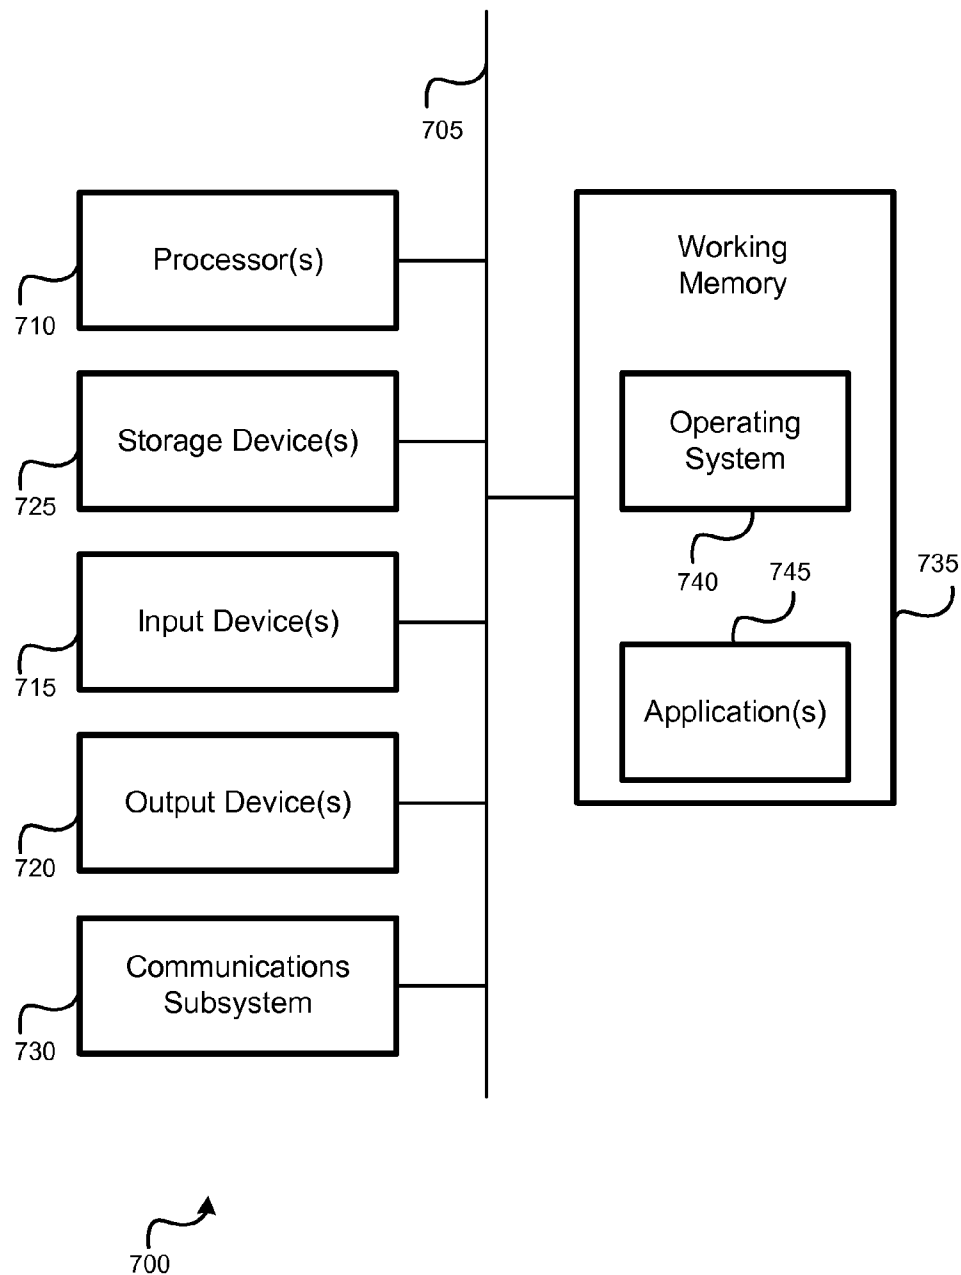 705
Processor(s)
710
Storage Device(s)
725
Input Device(s)
715
Output Device(s)
720
Communications
Subsystem
730
Working
Memory
Operating
System
740
745
735
Application(s)
700